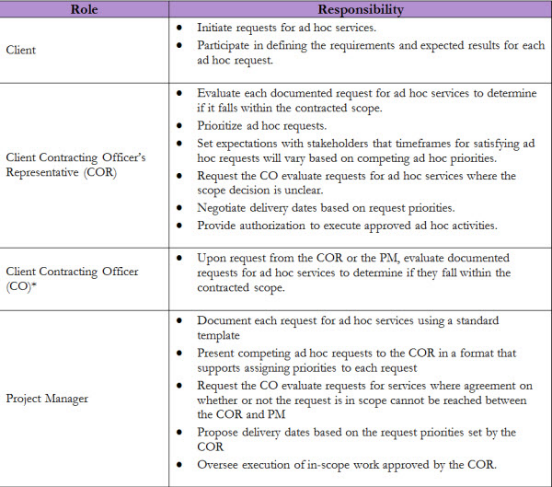 Role
Responsibility
Client
• Initiate requests for ad hoc services.
• Participate in defining the requirements and expected results for each
ad hoc request.
Client Contracting Officer's
Representative (COR)
• Evaluate each documented request for ad hoc services to determine
if it falls within the contracted scope.
• Prioritize ad hoc requests.
• Set expectations with stakeholders that timeframes for satisfying ad
hoc requests will vary based on competing ad hoc priorities.
• Request the CO evaluate requests for ad hoc services where the
scope decision is unclear.
• Negotiate delivery dates based on request priorities.
• Provide authorization to execute approved ad hoc activities.
Client Contracting Officer
(CO)*
• Upon request from the COR or the PM, evaluate documented
requests for ad hoc services to determine if they fall within the
contracted scope.
Project Manager
• Document each request for ad hoc services using a standard
template
• Present competing ad hoc requests to the COR in a format that
supports assigning priorities to each request
• Request the CO evaluate requests for services where agreement on
whether or not the request is in scope cannot be reached between
the COR and PM
• Propose delivery dates based on the request priorities set by the
COR
• Oversee execution of in-scope work approved by the COR.